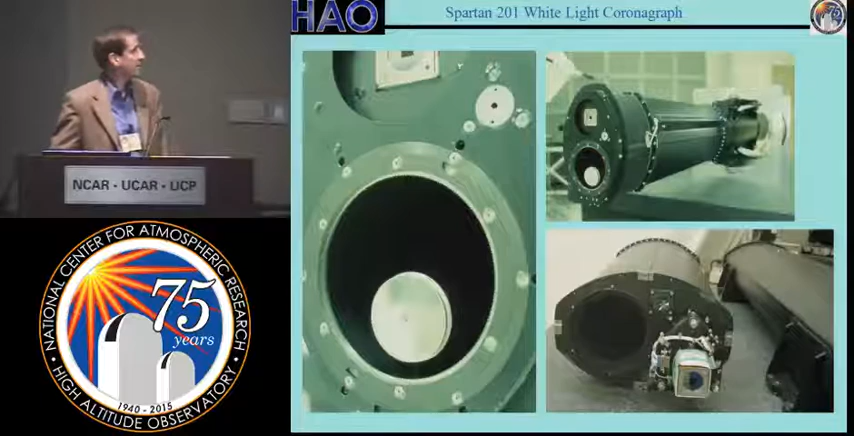 HAO
Spartan 201 White Light Coronagraph
NCAR - UCAR - UCP
NATIONAL CENTER FOR ATMOSPHERIC RESEARCH
75
years
HIGH ALTITUDE OBSERVATORY
1940 - 2015
75